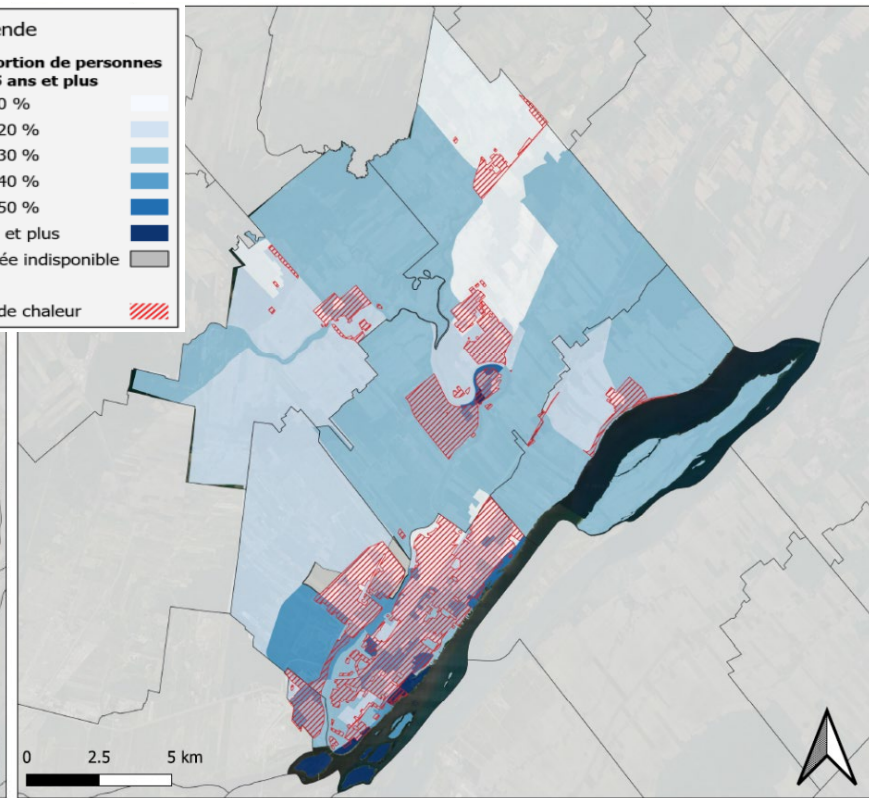 ende
ortion de personnes
ans et plus
0 %
20 %
30 %
40 %
50 %
et plus
ée indisponible
de chaleur
0 2.5 5 km